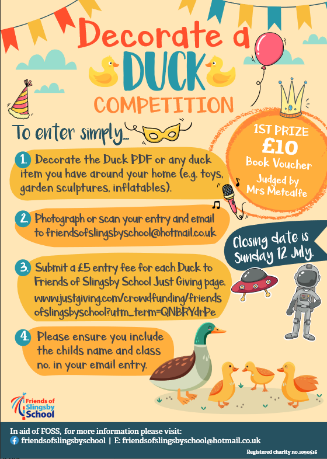 Decorate a
DUCK
COMPETITION
To enter simply...
1. Decorate the Duck PDF or any duck
item you have around your home (e.g. toys,
garden sculptures, inflatables).
2. Photograph or scan your entry and email
to friendsofslingsbyschool@hotmail.co.uk
3. Submit a £5 entry fee for each Duck to
Friends of Slingsby School Just Giving page.
www.justgiving.com/crowdfunding/friends
ofslingsbyschool?utm_term=QNBRYdrPe
4. Please ensure you include
the childs name and class
no. in your email entry.
1ST PRIZE
£10
Book Voucher
Judged by
Mrs Metcalfe
Closing date is
Sunday 12 July.
Friends of
Slingsby
School
In aid of FOSS, for more information please visit:
friendsofslingsbyschool | E: friendsofslingsbyschool@hotmail.co.uk
Registered charity no.